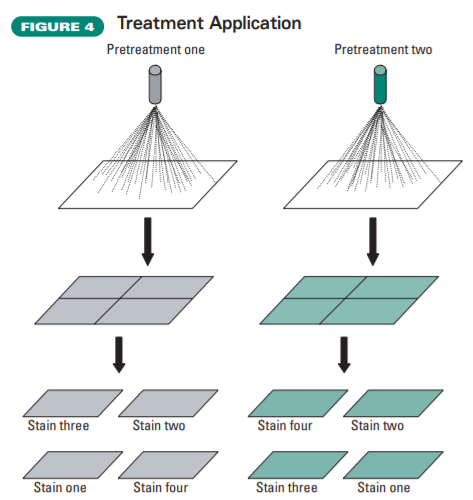 FIGURE 4 Treatment Application
Pretreatment one Pretreatment two
Stain three Stain two Stain four Stain two
Stain one Stain four Stain three Stain one